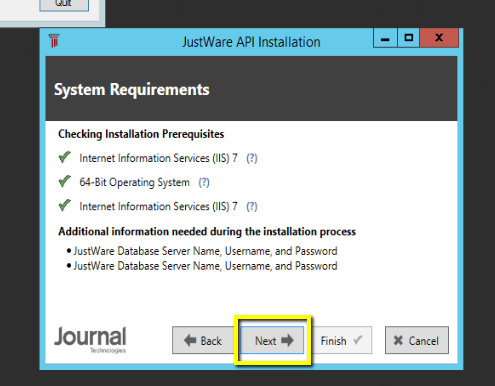 Quit
JustWare API Installation
System Requirements
Checking Installation Prerequisites
Internet Information Services (IIS) 7 (?)
64-Bit Operating System (?)
Internet Information Services (IIS) 7 (?)
Additional information needed during the installation process
• JustWare Database Server Name, Username, and Password
• JustWare Database Server Name, Username, and Password
Journal
Technologies
Back Next Finish Cancel